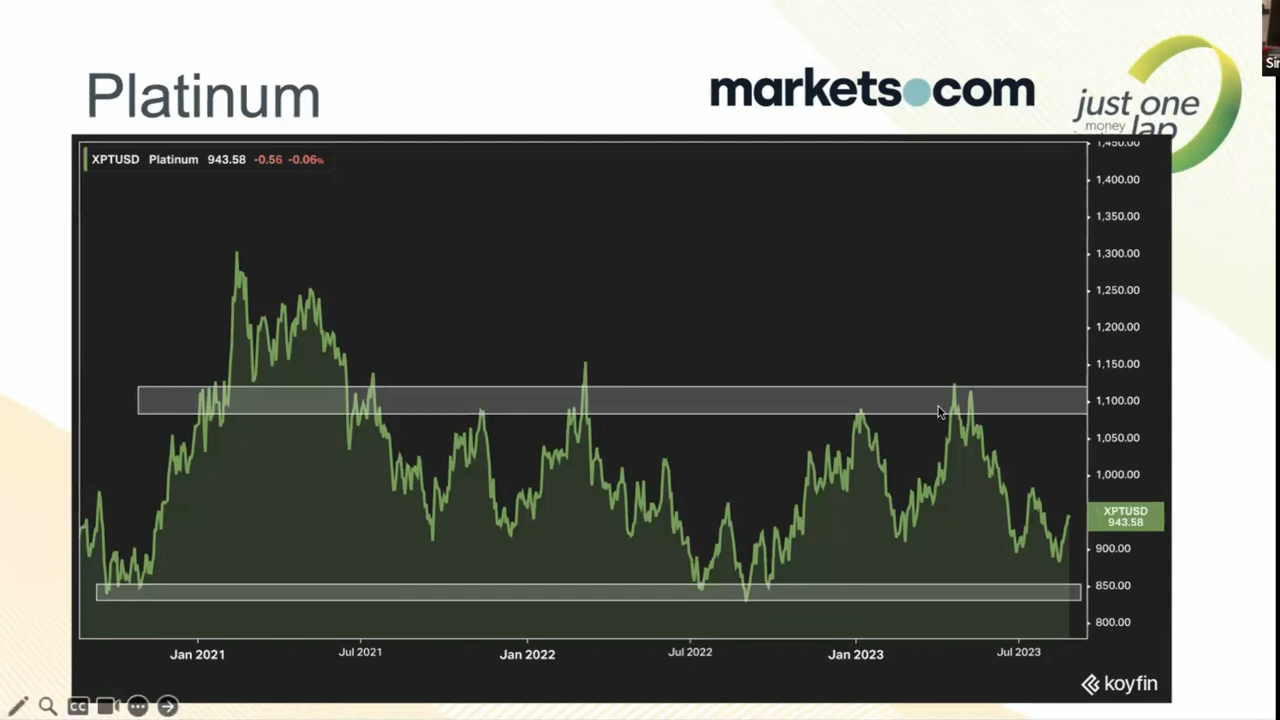 Platinum
markets.com
just one
money
lap
XPTUSD Platinum 943.58 -0.56 -0.06%
1,450.00
1,400.00
1,350.00
1,300.00
1,250.00
1,200.00
1,150.00
1,100.00
1,050.00
1,000.00
XPTUSD
943.58
900.00
850.00
800.00
Jan 2021 Jul 2021 Jan 2022 Jul 2022 Jan 2023 Jul 2023
koyfin
CC